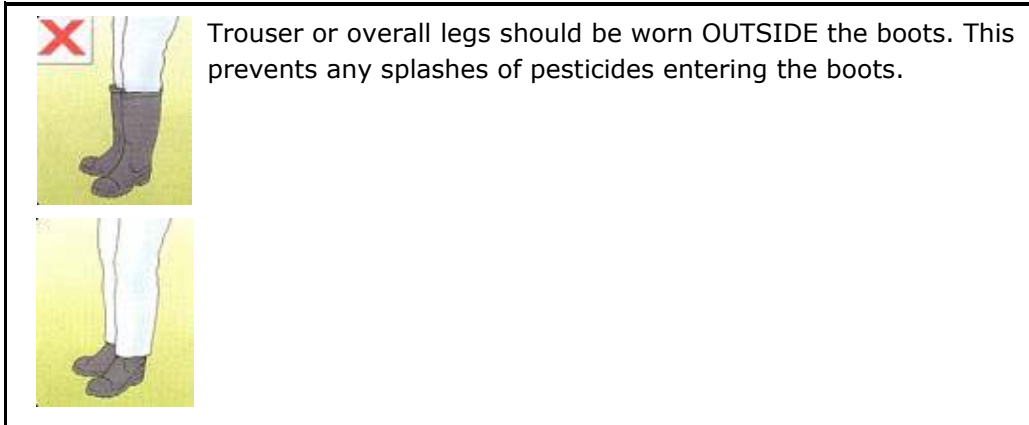 Trouser or overall legs should be worn OUTSIDE the boots. This
prevents any splashes of pesticides entering the boots.